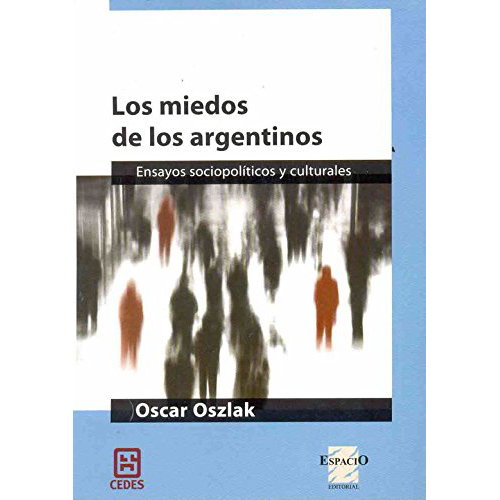 Los miedos
de los argentinos
Ensayos sociopolíticos y culturales
Oscar Oszlak
CEDES
ESPACIO
EDITORIAL